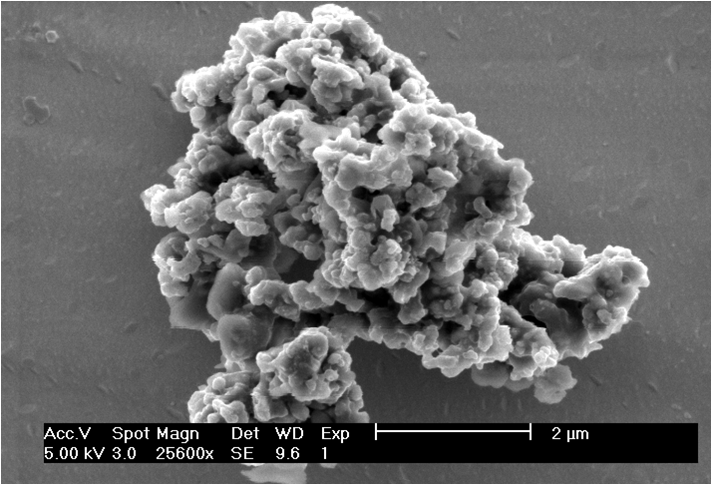 Acc.V Spot Magn Det WD Exp 2 µm
5.00 kV 3.0 25600x SE 9.6 1